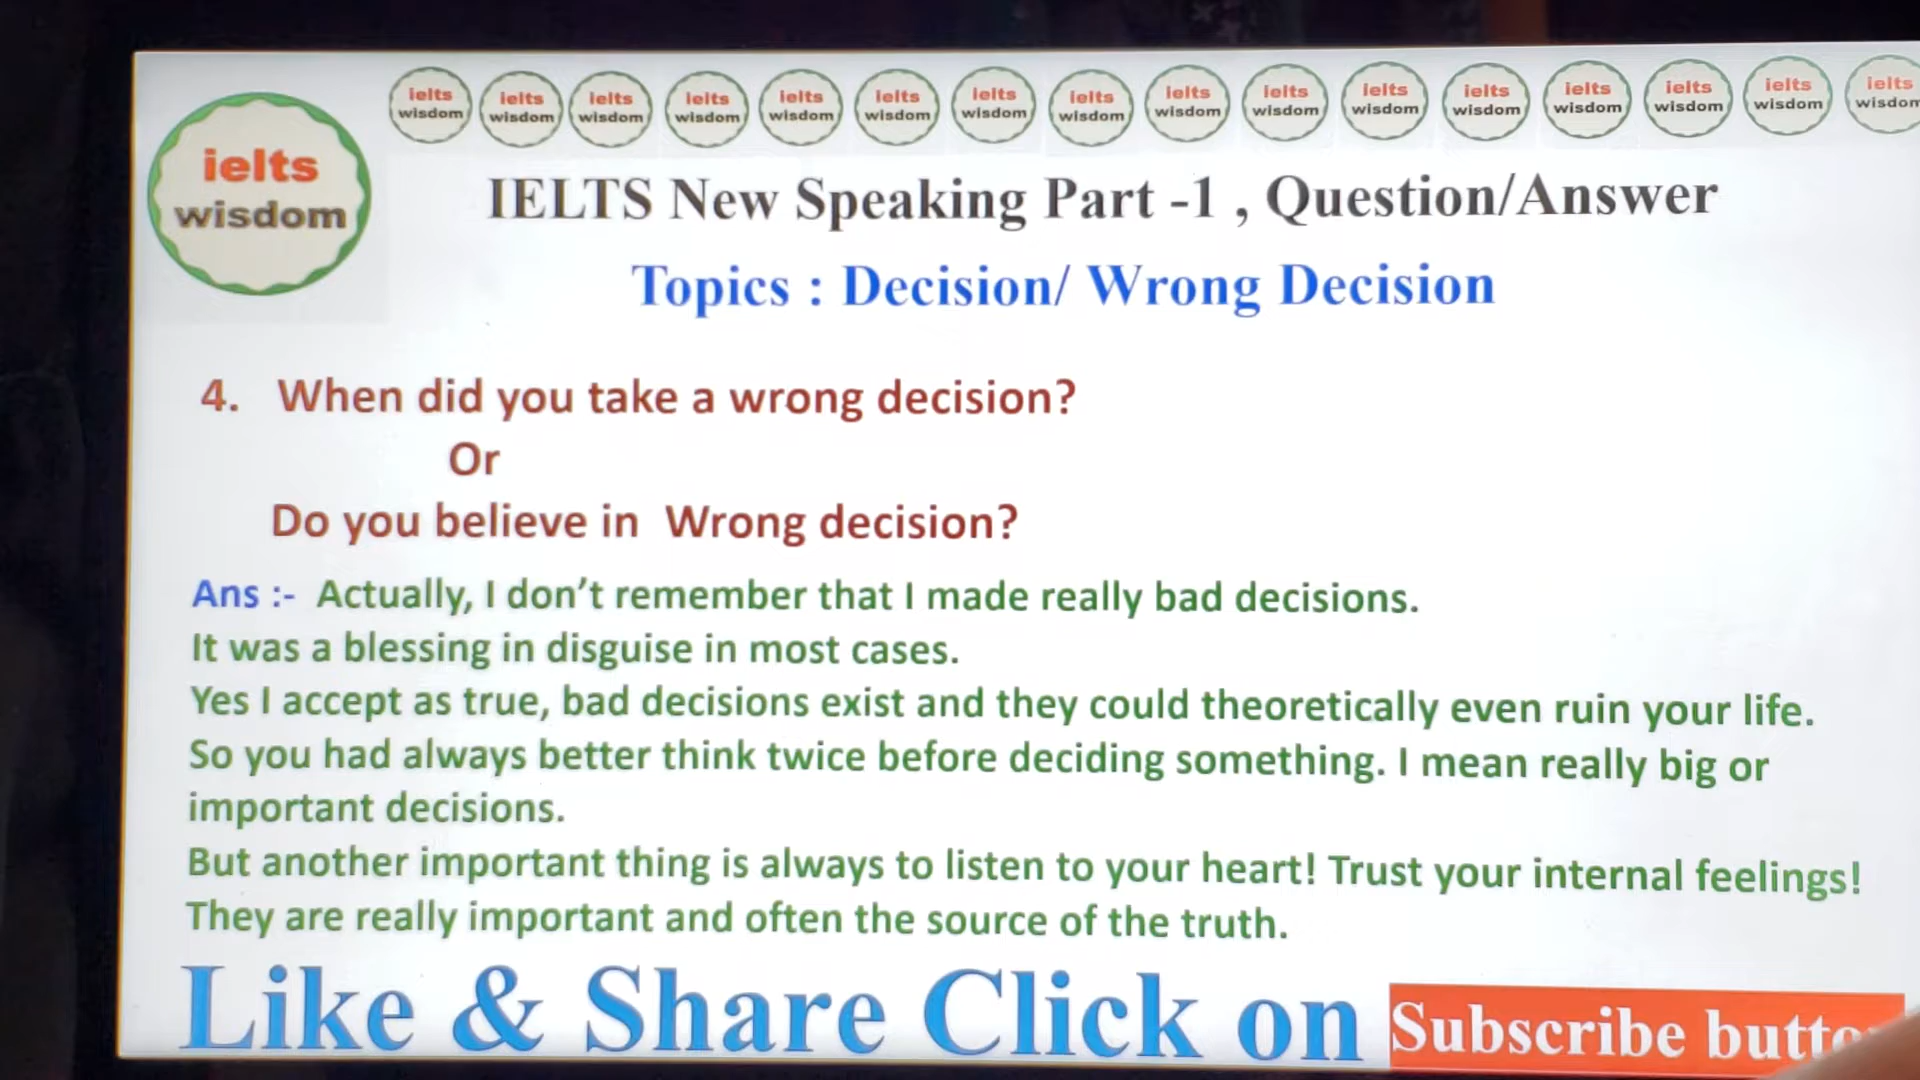 ielts wisdom ielts wisdom ielts wisdom ielts wisdom ielts wisdom ielts wisdom ielts wisdom ielts wisdom ielts wisdom ielts wisdom ielts wisdom ielts wisdom ielts wisdom ielts wisdom ielts wisdom ielts
ielts
wisdom
IELTS New Speaking Part -1 , Question/Answer
Topics : Decision/ Wrong Decision
4. When did you take a wrong decision?
Or
Do you believe in Wrong decision?
Ans :- Actually, I don't remember that I made really bad decisions.
It was a blessing in disguise in most cases.
Yes I accept as true, bad decisions exist and they could theoretically even ruin your life.
So you had always better think twice before deciding something. I mean really big or
important decisions.
But another important thing is always to listen to your heart! Trust your internal feelings!
They are really important and often the source of the truth.
Like & Share Click on Subscribe